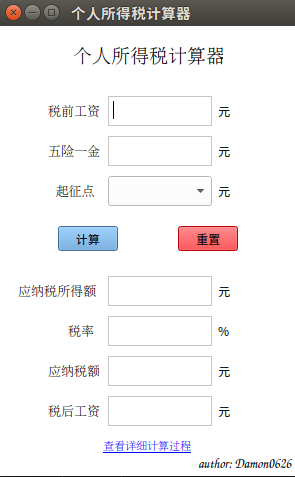 个人所得税计算器
个人所得税计算器
税前工资 元
五险一金 元
起征点 元
计算 重置
应纳税所得额 元
税率 %
应纳税额 元
税后工资 元
查看详细计算过程
author: Damon0626